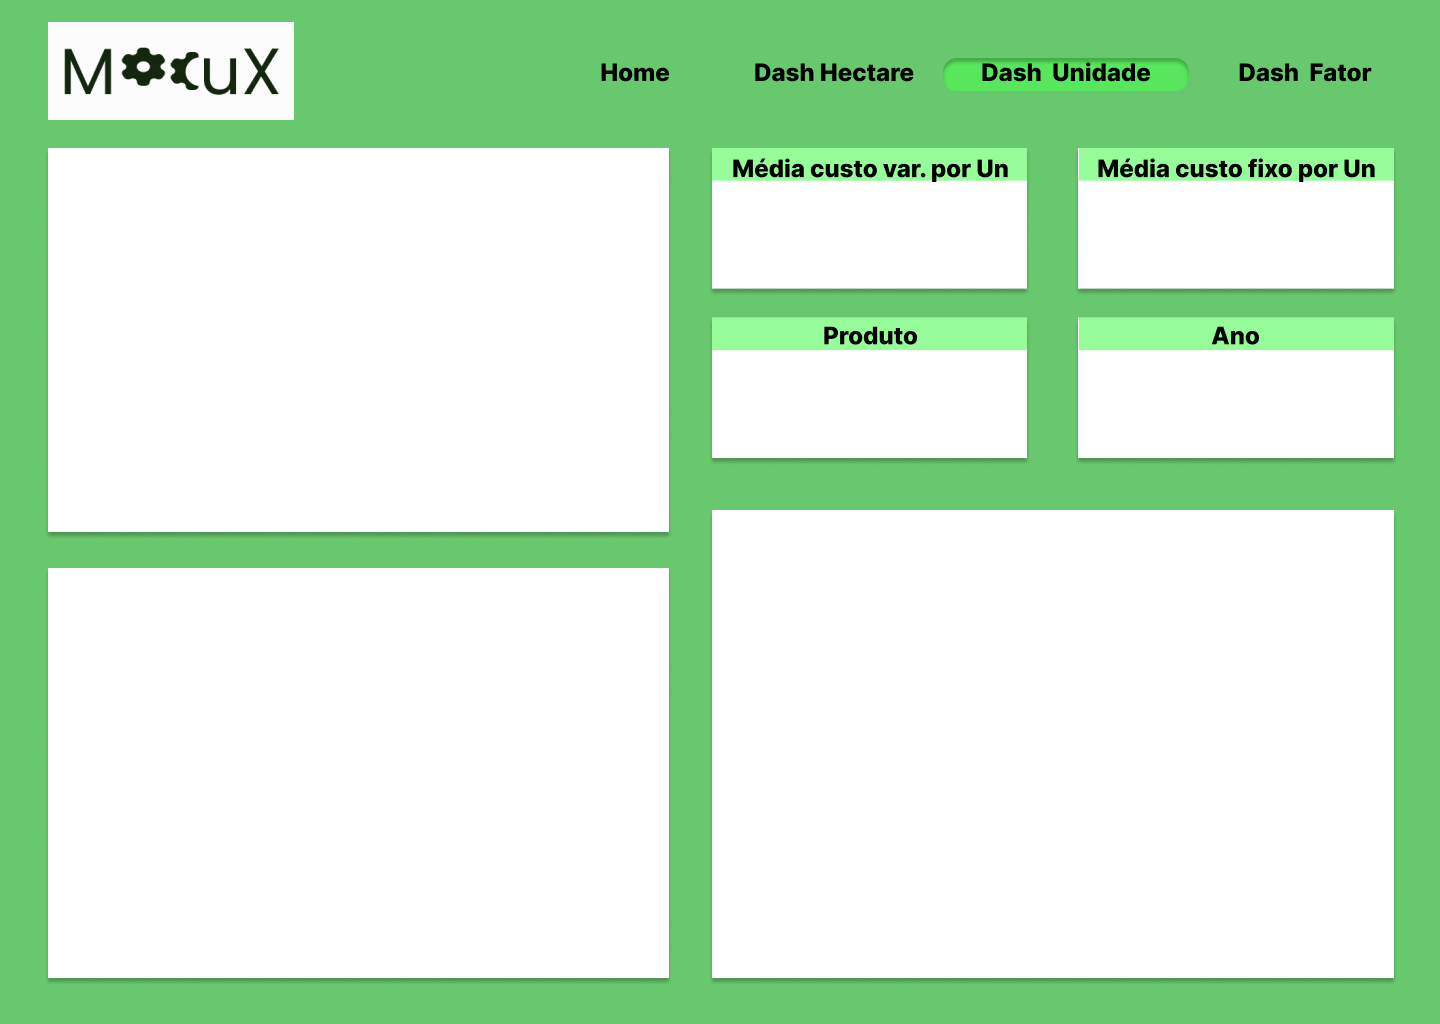 MocuX
Home
Dash Hectare
Dash Unidade
Dash Fator
Média custo var. por Un
Média custo fixo por Un
Produto
Ano